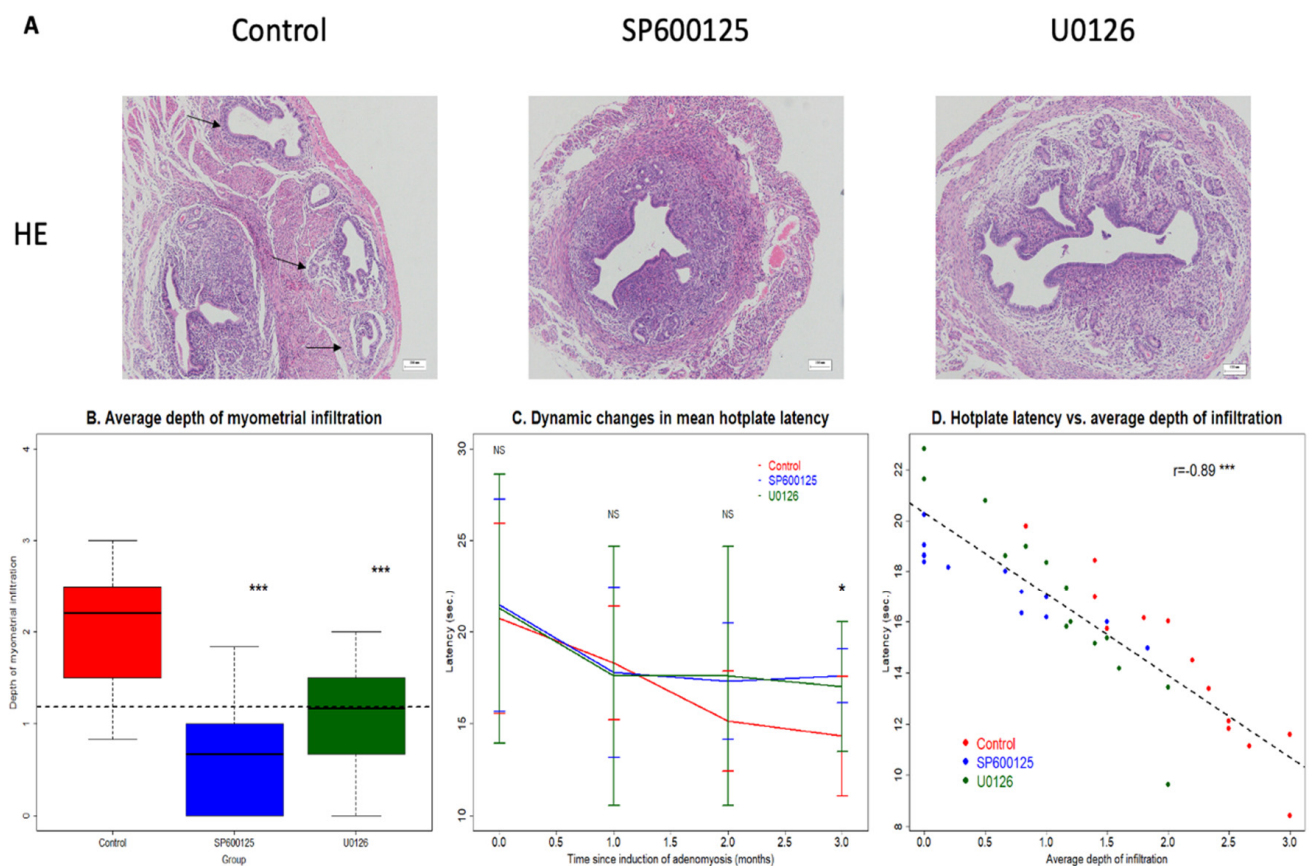 A
Control
SP600125
U0126
HE
B. Average depth of myometrial infiltration
Depth of myometrial infiltration
4
3
2
1
0
***
***
Control
SP600125
U0126
Group
C. Dynamic changes in mean hotplate latency
Latency (sec.)
30
25
20
15
10
NS
NS
NS
*
Control
SP600125
U0126
0.0
0.5
1.0
1.5
2.0
2.5
3.0
Time since induction of adenomyosis (months)
D. Hotplate latency vs. average depth of infiltration
Latency (sec.)
22
20
18
16
14
12
10
8
r=-0.89 ***
Control
SP600125
U0126
0.0
0.5
1.0
1.5
2.0
2.5
3.0
Average depth of infiltration